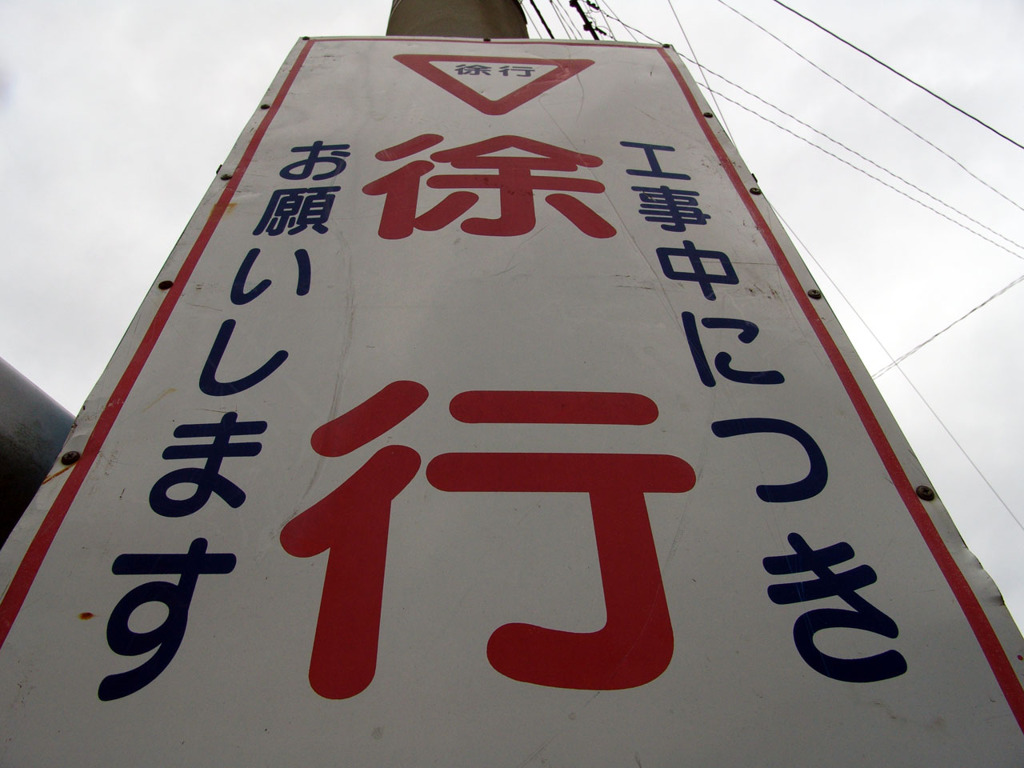 徐行
工事中につき
徐行
お願いします